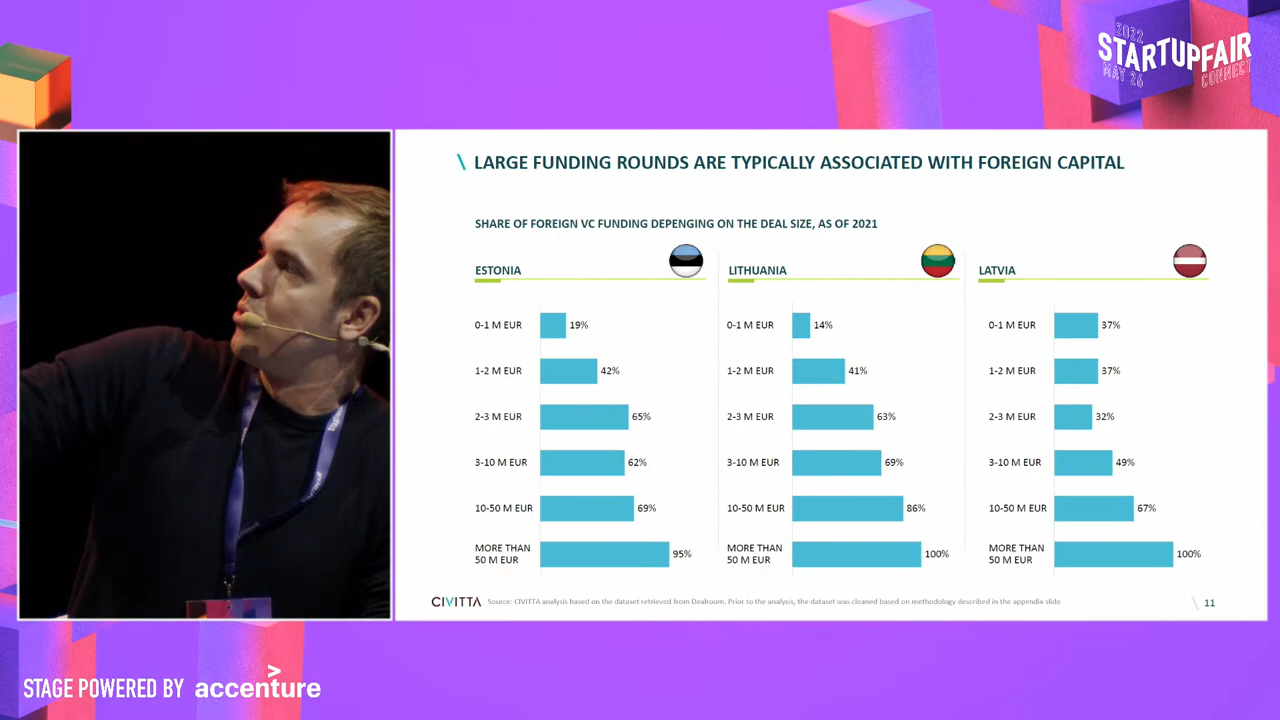 2022
STARTUPFAIR
MAY 26
CONNECT
\ LARGE FUNDING ROUNDS ARE TYPICALLY ASSOCIATED WITH FOREIGN CAPITAL
SHARE OF FOREIGN VC FUNDING DEPENGING ON THE DEAL SIZE, AS OF 2021
ESTONIA
0-1 M EUR 19%
1-2 M EUR 42%
2-3 M EUR 65%
3-10 M EUR 62%
10-50 M EUR 69%
MORE THAN
50 M EUR 95%
LITHUANIA
0-1 M EUR 14%
1-2 M EUR 41%
2-3 M EUR 63%
3-10 M EUR 69%
10-50 M EUR 86%
MORE THAN
50 M EUR 100%
LATVIA
0-1 M EUR 37%
1-2 M EUR 37%
2-3 M EUR 32%
3-10 M EUR 49%
10-50 M EUR 67%
MORE THAN
50 M EUR 100%
CIVITTA Source: CIVITTA analysis based on the dataset retrieved from Dealroom. Prior to the analysis, the dataset was cleaned based on methodology described in the appendix slide
\ 11
STAGE POWERED BY accenture